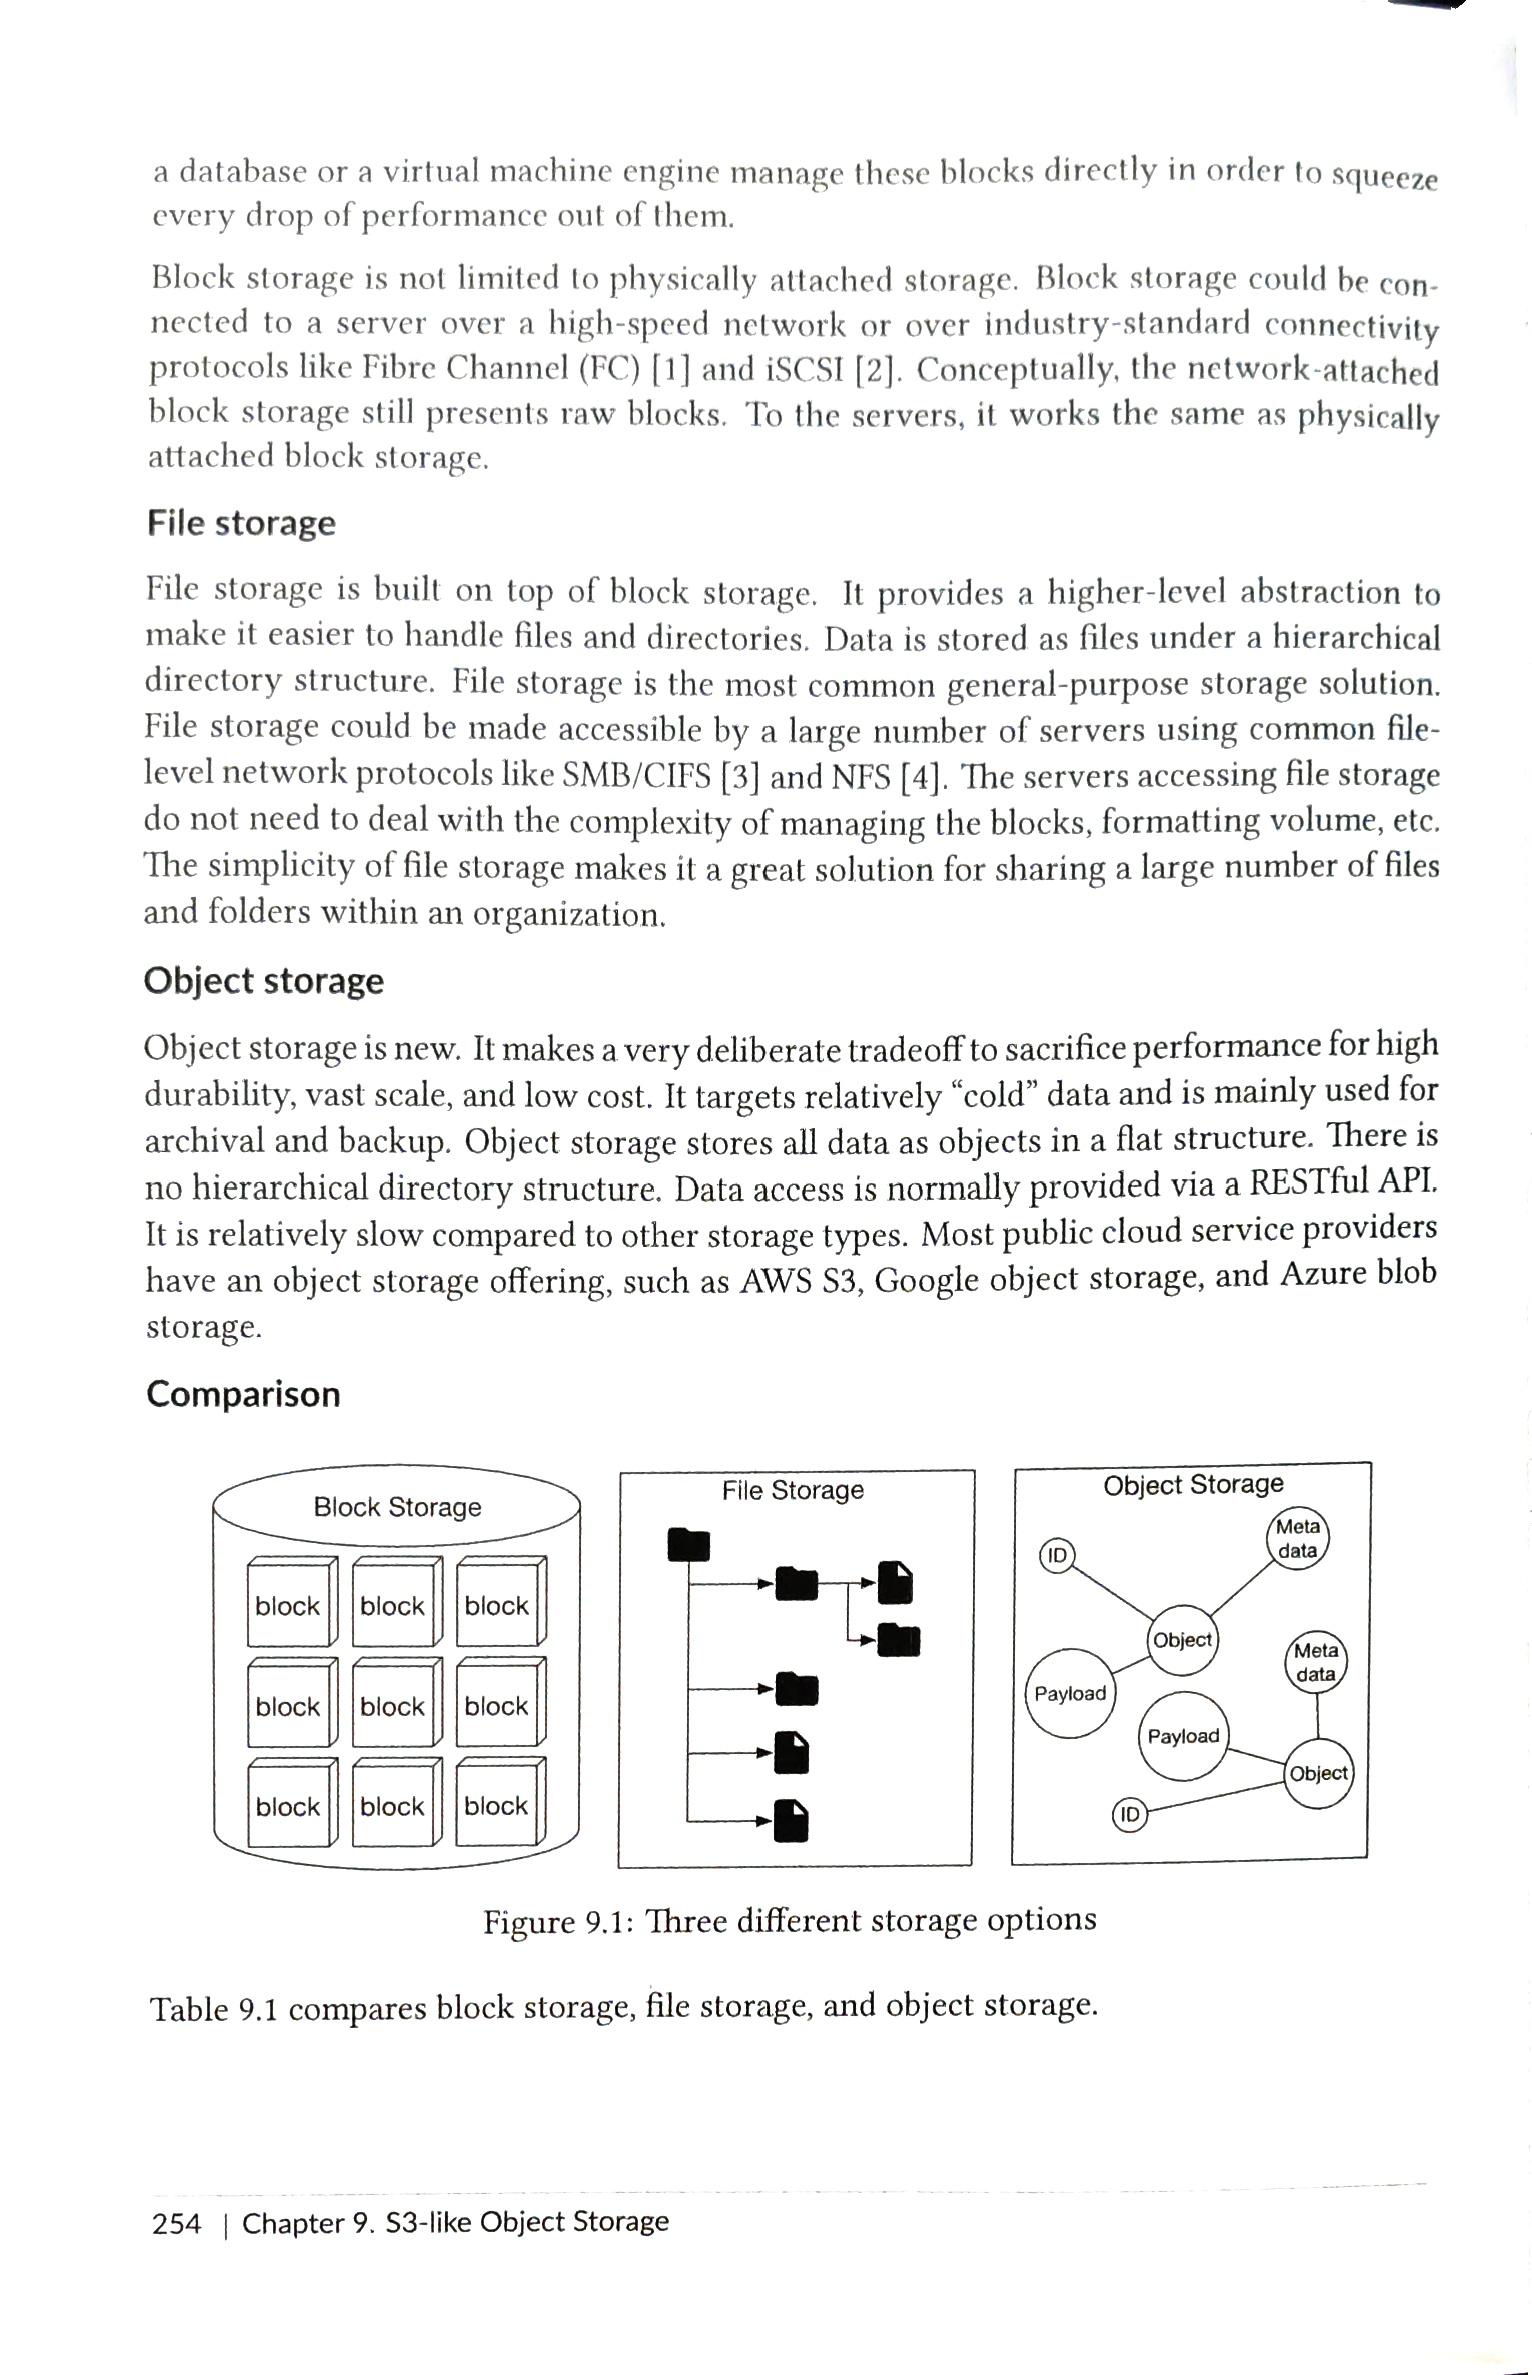 a database or a virtual machine engine manage these blocks directly in order to squeeze
every drop of performance out of them.
Block storage is not limited to physically attached storage. Block storage could be con-
nected to a server over a high-speed network or over industry-standard connectivity
protocols like Fibre Channel (FC) [1] and iSCSI [2]. Conceptually, the network-attached
block storage still presents raw blocks. To the servers, it works the same as physically
attached block storage.
File storage
File storage is built on top of block storage. It provides a higher-level abstraction to
make it easier to handle files and directories. Data is stored as files under a hierarchical
directory structure. File storage is the most common general-purpose storage solution.
File storage could be made accessible by a large number of servers using common file-
level network protocols like SMB/CIFS [3] and NFS [4]. The servers accessing file storage
do not need to deal with the complexity of managing the blocks, formatting volume, etc.
The simplicity of file storage makes it a great solution for sharing a large number of files
and folders within an organization.
Object storage
Object storage is new. It makes a very deliberate tradeoff to sacrifice performance for high
durability, vast scale, and low cost. It targets relatively “cold” data and is mainly used for
archival and backup. Object storage stores all data as objects in a flat structure. There is
no hierarchical directory structure. Data access is normally provided via a RESTful API.
It is relatively slow compared to other storage types. Most public cloud service providers
have an object storage offering, such as AWS S3, Google object storage, and Azure blob
storage.
Comparison
Block Storage
block block block
block block block
block block block
File Storage
Object Storage
ID
Meta
data
Object
Payload
Meta
data
Payload
Object
ID
Figure 9.1: Three different storage options
Table 9.1 compares block storage, file storage, and object storage.
254 | Chapter 9. S3-like Object Storage